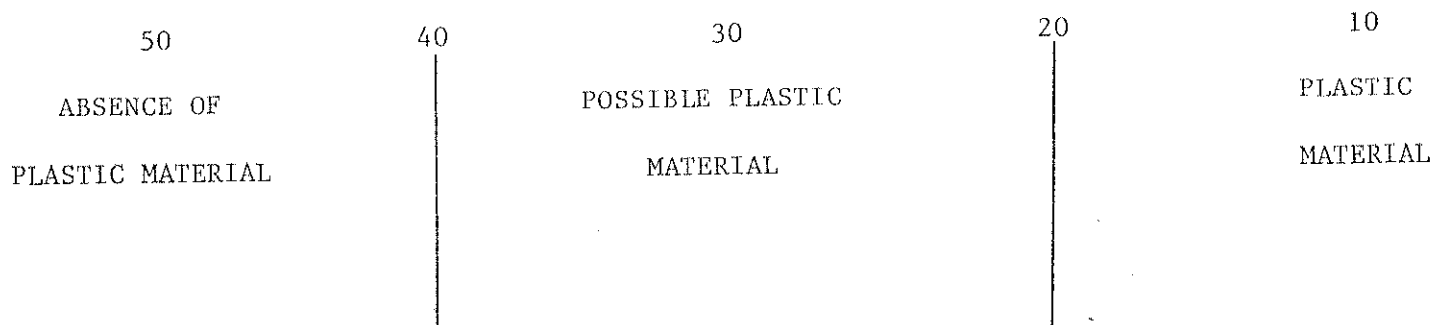 50 40 30 20 10
ABSENCE OF POSSIBLE PLASTIC PLASTIC
PLASTIC MATERIAL MATERIAL MATERIAL